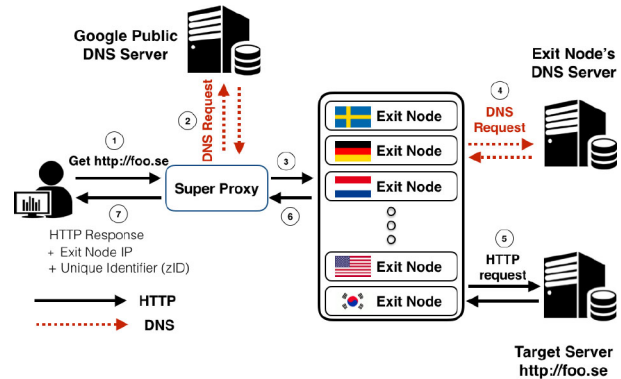 Google Public
DNS Server
Exit Node's
DNS Server
1
Get http://foo.se
2
DNS Request
Super Proxy
3
6
7
HTTP Response
+ Exit Node IP
+ Unique Identifier (zID)
HTTP
DNS
Exit Node
Exit Node
Exit Node
Exit Node
Exit Node
4
DNS
Request
5
HTTP
request
Target Server
http://foo.se